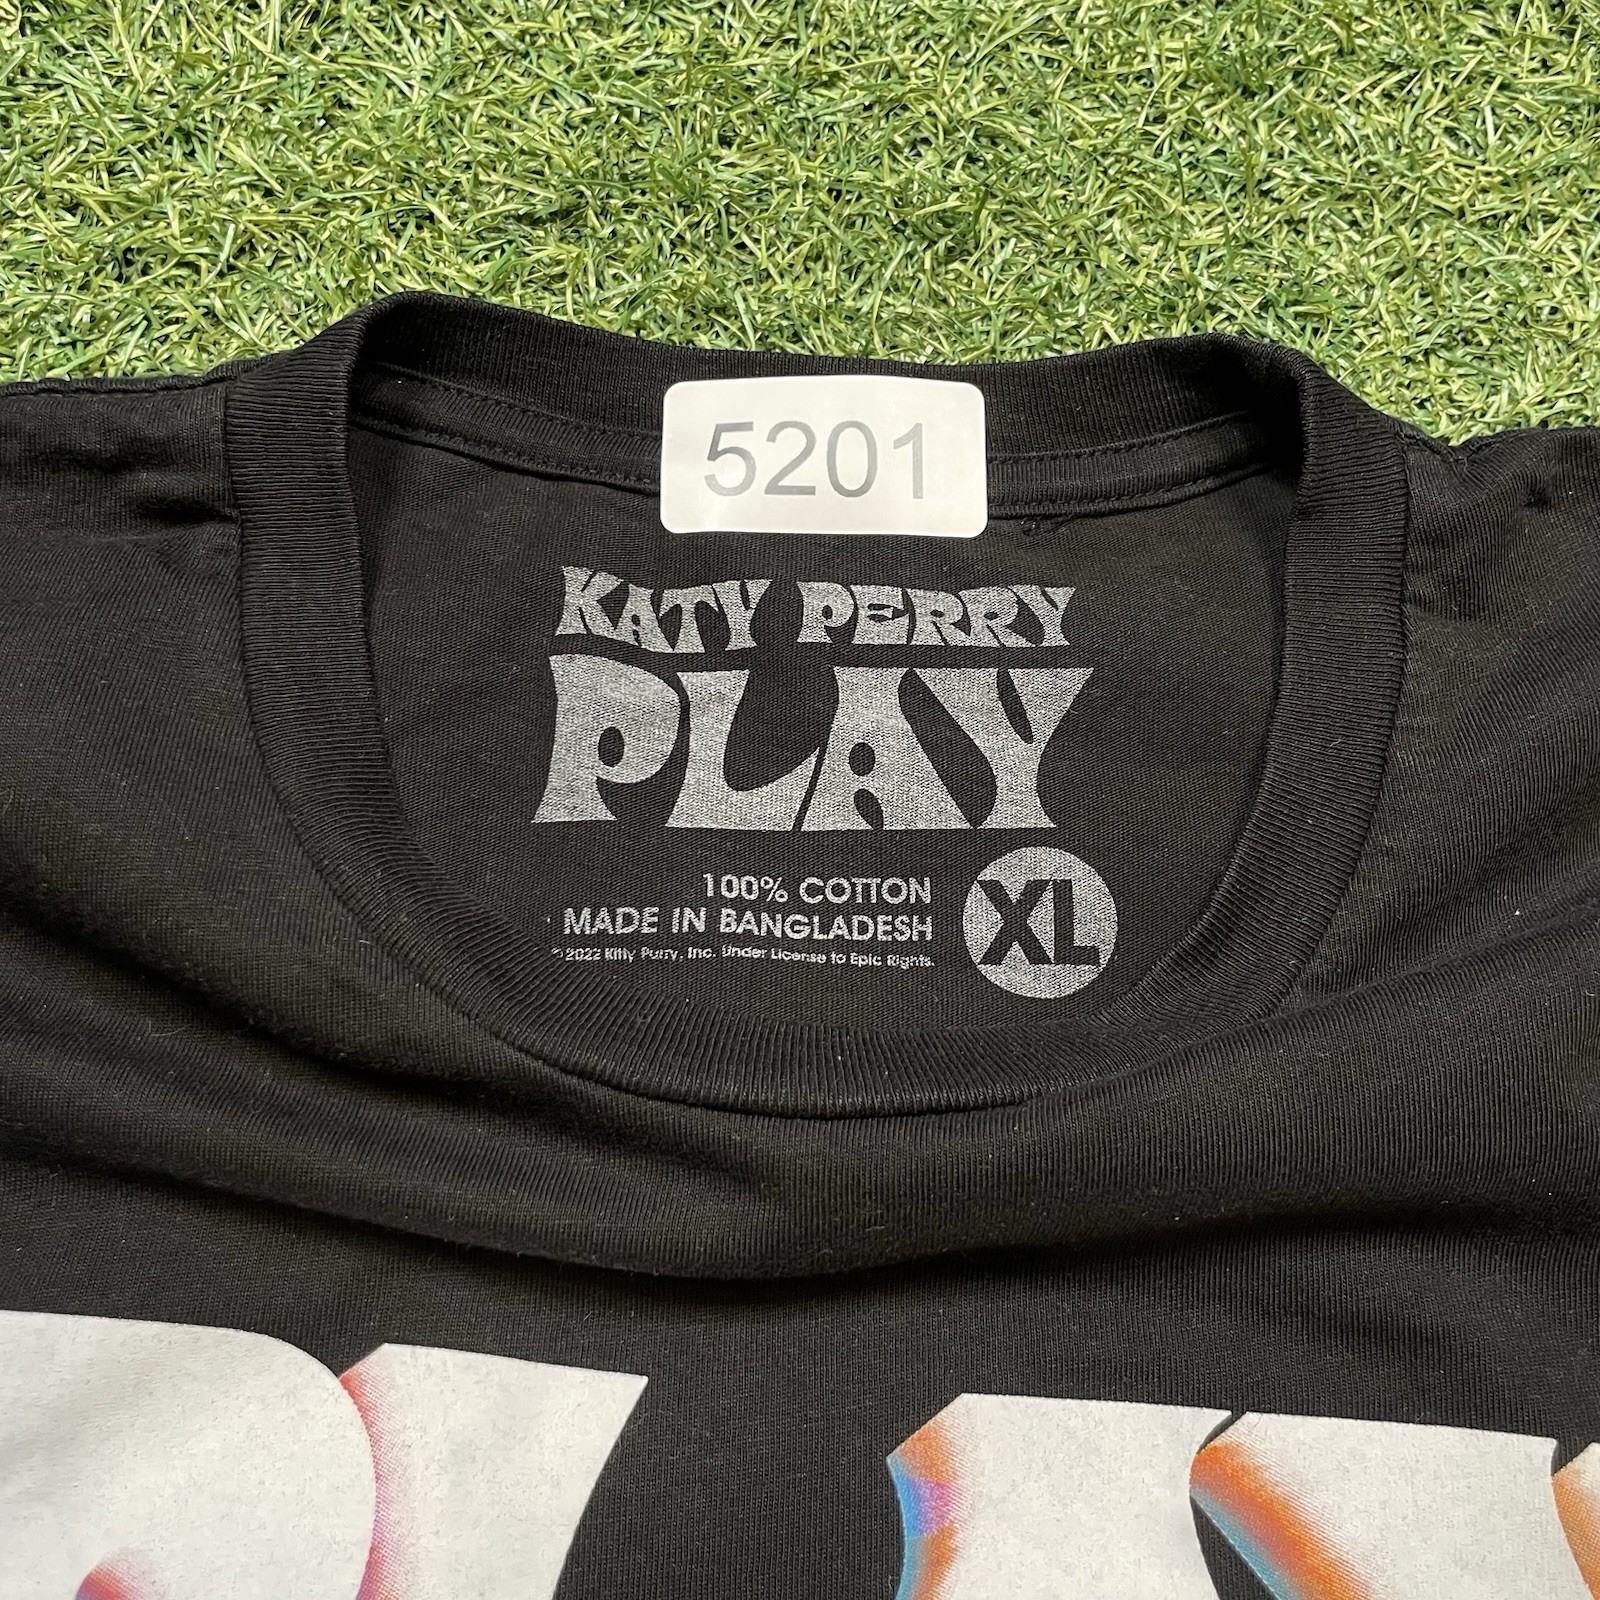 5201
KATY PERRY
PLAY
100% COTTON
MADE IN BANGLADESH
XL
© 2022 Kitty Purry, Inc. Under License to Epic Rights.